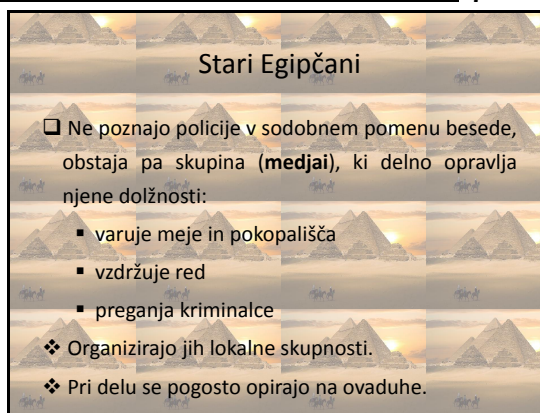 Stari Egipčani
❑ Ne poznajo policije v sodobnem pomenu besede,
obstaja pa skupina (medjai), ki delno opravlja
njene dolžnosti:
▪ varuje meje in pokopališča
▪ vzdržuje red
▪ preganja kriminalce
❖ Organizirajo jih lokalne skupnosti.
❖ Pri delu se pogosto opirajo na ovaduhe.